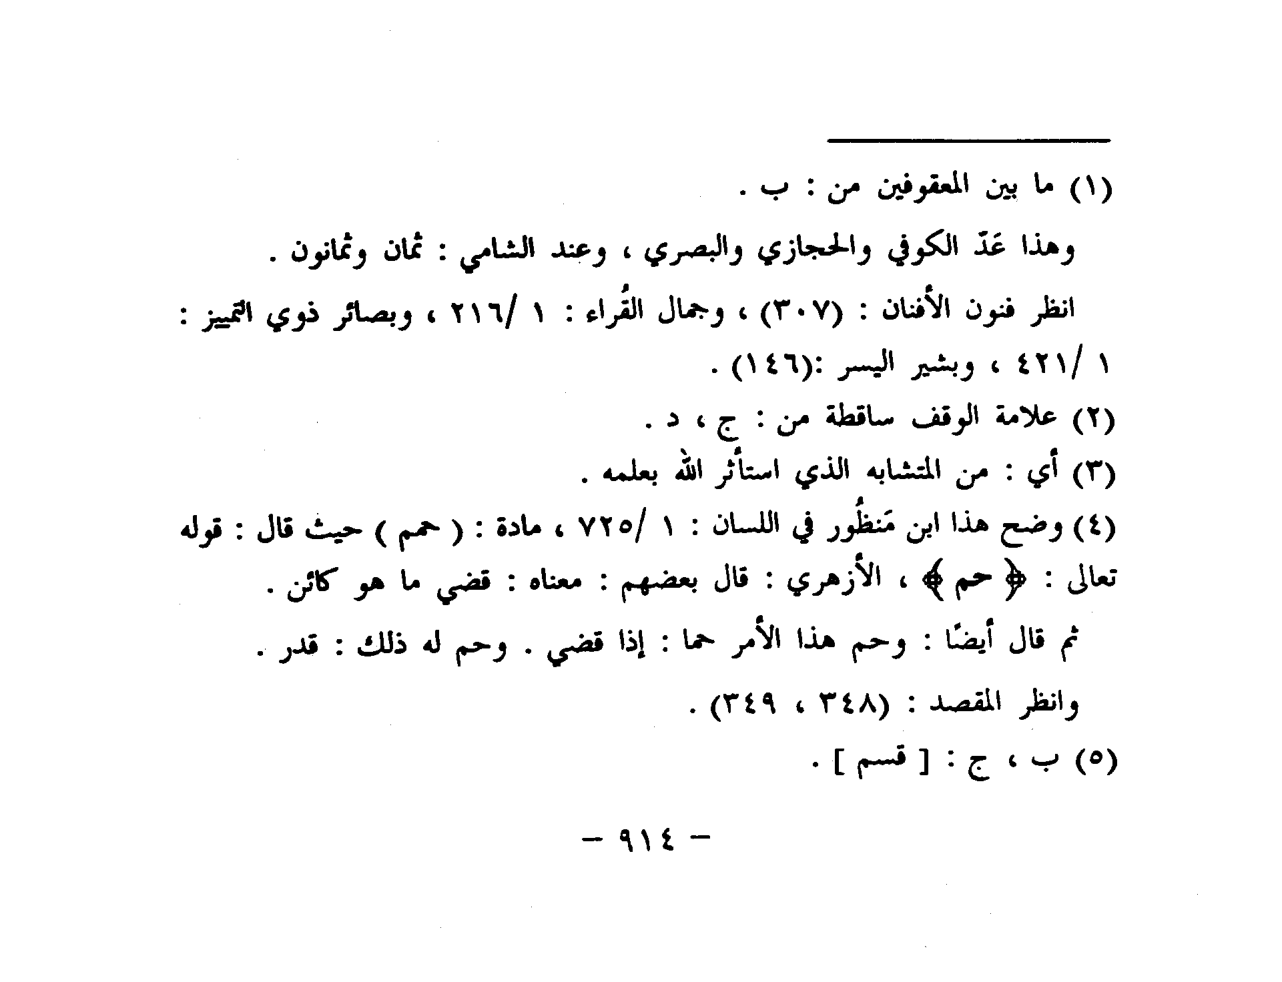 (١) ما بين المعقوفين من : ب .
وهذا عَدّ الكوفي والحجازي والبصري ، وعند الشامي : ثمان وثمانون .
انظر فنون الأفنان : (٣٠٧) ، وجمال القُراء : ١ /٢١٦ ، وبصائر ذوي التمييز :
١ /٤٢١ ، وبشير اليسر :(١٤٦) .
(٢) علامة الوقف ساقطة من : ج ، د .
(٣) أي : من المتشابه الذي استأثر الله بعلمه .
(٤) وضح هذا ابن مَنظُور في اللسان : ١ /٧٢٥ ، مادة : ( حمم ) حيث قال : قوله
تعالى : ﴿ حم ﴾ ، الأزهري : قال بعضهم : معناه : قضي ما هو كائن .
ثم قال أيضًا : وحم هذا الأمر حما : إذا قضي . وحم له ذلك : قدر .
وانظر المقصد : (٣٤٨ ، ٣٤٩) .
(٥) ب ، ج : [ قسم ] .
– ٩١٤ –